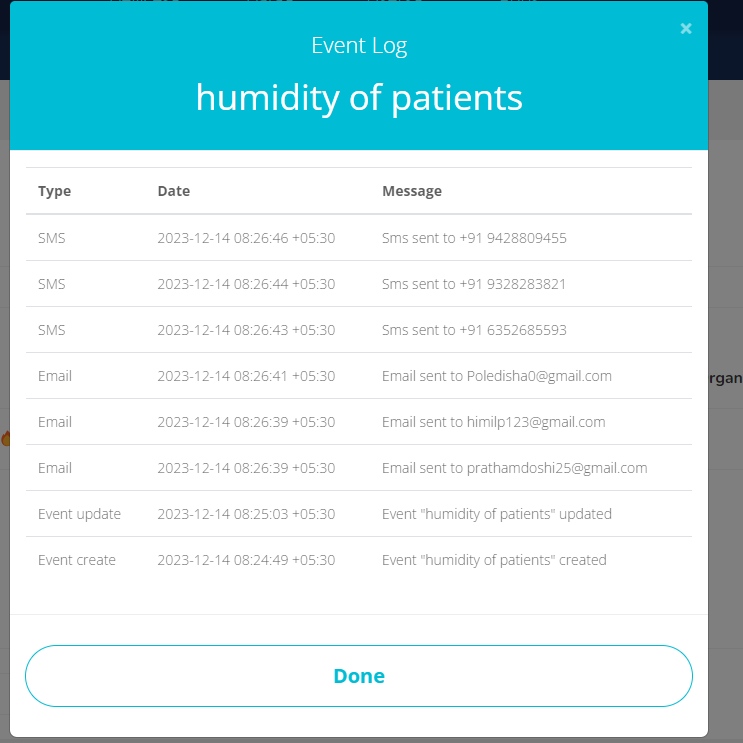 ×
Event Log
humidity of patients
Type Date Message
SMS 2023-12-14 08:26:46 +05:30 Sms sent to +91 9428809455
SMS 2023-12-14 08:26:44 +05:30 Sms sent to +91 9328283821
SMS 2023-12-14 08:26:43 +05:30 Sms sent to +91 6352685593
Email 2023-12-14 08:26:41 +05:30 Email sent to Poledisha0@gmail.com
Email 2023-12-14 08:26:39 +05:30 Email sent to himilp123@gmail.com
Email 2023-12-14 08:26:39 +05:30 Email sent to prathamdoshi25@gmail.com
Event update 2023-12-14 08:25:03 +05:30 Event "humidity of patients" updated
Event create 2023-12-14 08:24:49 +05:30 Event "humidity of patients" created
rgan
Done